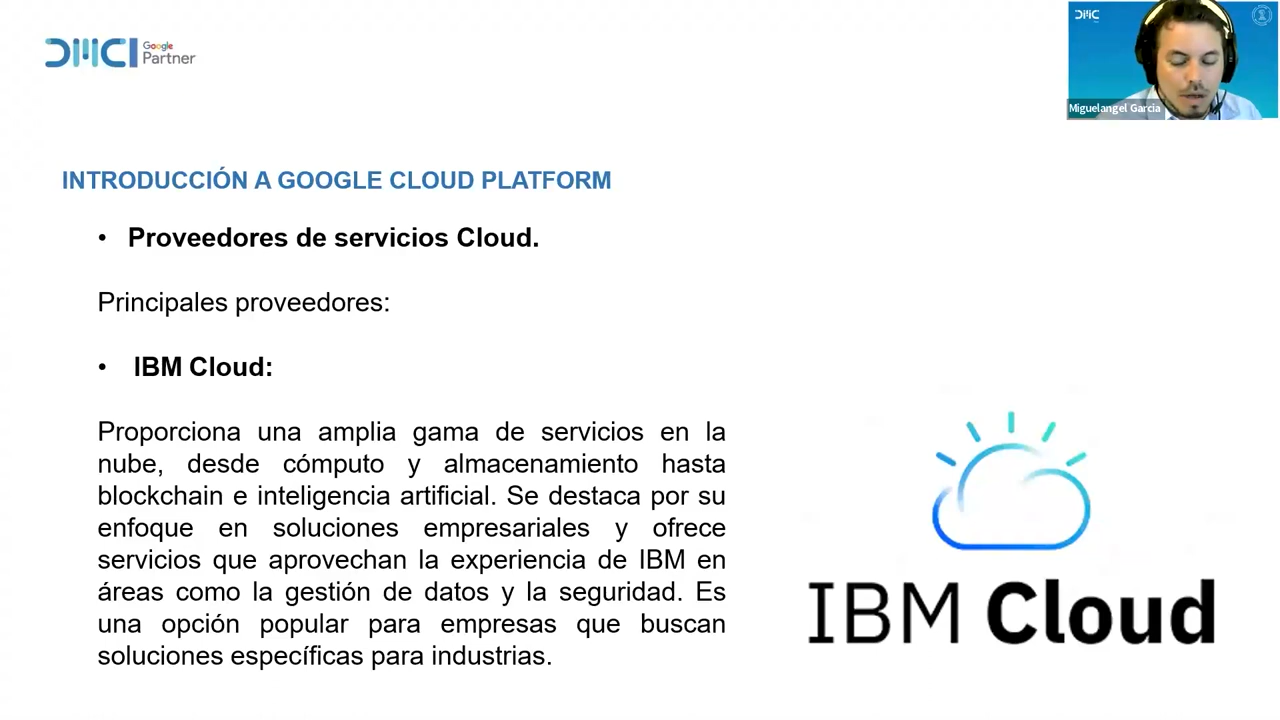 DMC
Google
Partner
DMC
Miguelangel Garcia
INTRODUCCIÓN A GOOGLE CLOUD PLATFORM
• Proveedores de servicios Cloud.
Principales proveedores:
• IBM Cloud:
Proporciona una amplia gama de servicios en la
nube, desde cómputo y almacenamiento hasta
blockchain e inteligencia artificial. Se destaca por su
enfoque en soluciones empresariales y ofrece
servicios que aprovechan la experiencia de IBM en
áreas como la gestión de datos y la seguridad. Es
una opción popular para empresas que buscan
soluciones específicas para industrias.
IBM Cloud